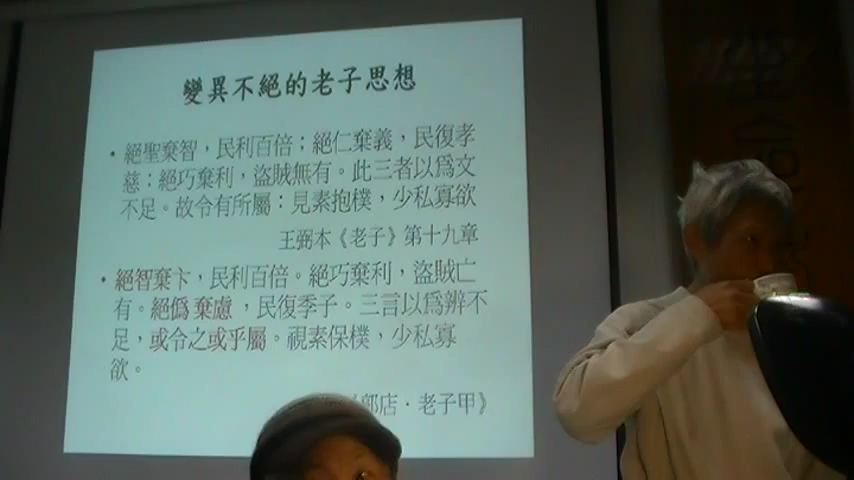 變異不絕的老子思想
• 絕聖棄智，民利百倍；絕仁棄義，民復孝
慈；絕巧棄利，盜賊無有。此三者以為文
不足。故令有所屬：見素抱樸，少私寡欲
王弼本《老子》第十九章
• 絕智棄卞，民利百倍。絕巧棄利，盜賊亡
有。絕僞棄慮，民復季子。三言以為辨不
足，或令之或乎屬。視素保樸，少私寡
欲。
郭店．老子甲》